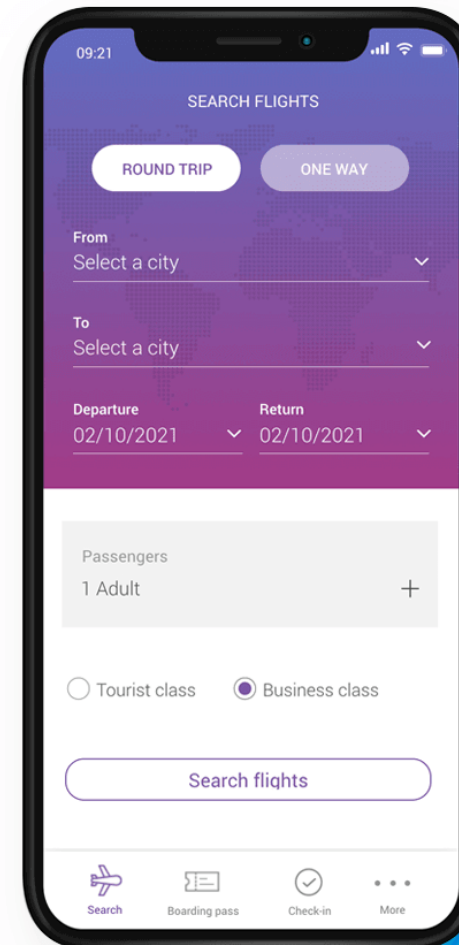 09:21
SEARCH FLIGHTS
ROUND TRIP ONE WAY
From
Select a city
To
Select a city
Departure Return
02/10/2021 02/10/2021
Passengers
1 Adult +
Tourist class Business class
Search flights
Search Boarding pass Check-in More